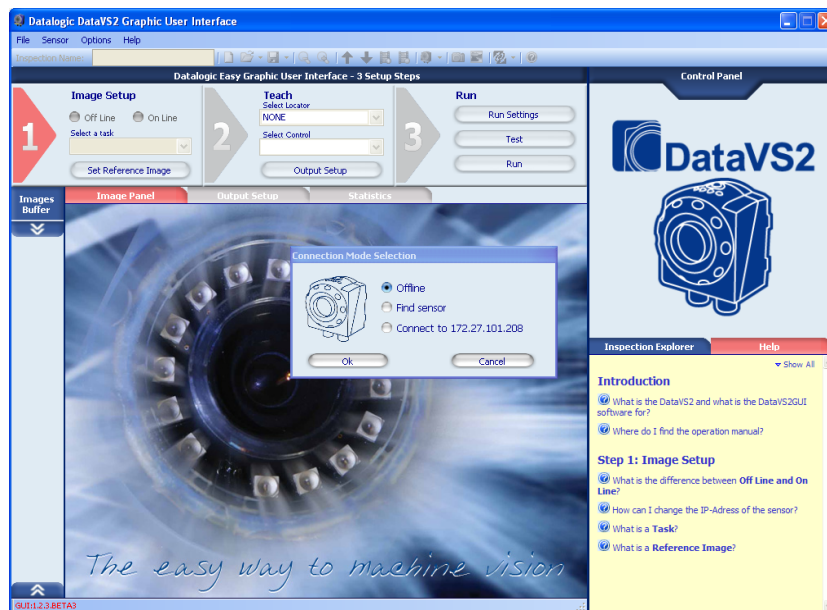 Datalogic DataVS2 Graphic User Interface
File Sensor Options Help
Inspection Name:
Datalogic Easy Graphic User Interface - 3 Setup Steps
Control Panel
1
Image Setup
Off Line On Line
Select a task
Set Reference Image
2
Teach
Select Locator
NONE
Select Control
Output Setup
3
Run
Run Settings
Test
Run
DataVS2
Images
Buffer
Image Panel Output Setup Statistics
Connection Mode Selection
Offline
Find sensor
Connect to 172.27.101.208
Ok Cancel
The easy way to machine vision
Inspection Explorer Help
Show All
Introduction
What is the DataVS2 and what is the DataVS2GUI
software for?
Where do I find the operation manual?
Step 1: Image Setup
What is the difference between Off Line and On
Line?
How can I change the IP-Adress of the sensor?
What is a Task?
What is a Reference Image?
GUI:1.2.3.BETA3